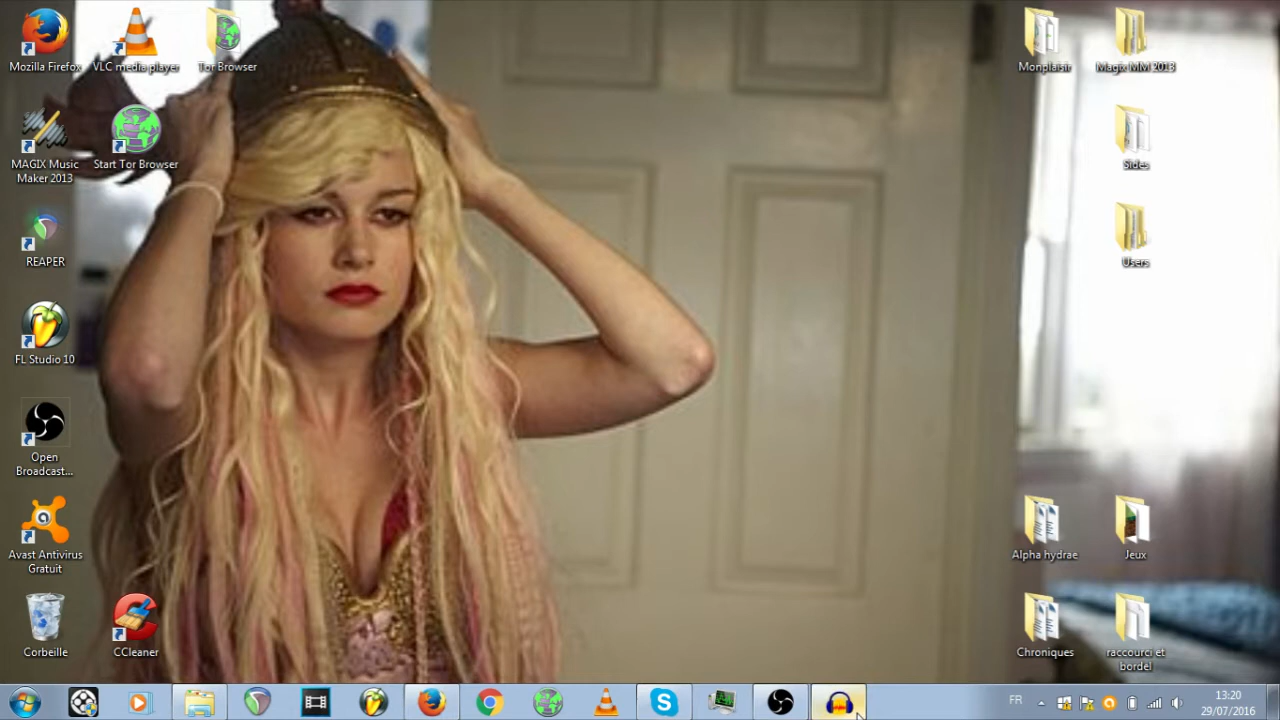 Mozilla Firefox
VLC media player
Tor Browser
MAGIX Music
Maker 2013
Start Tor Browser
REAPER
FL Studio 10
Open
Broadcast...
Avast Antivirus
Gratuit
Corbeille
CCleaner
Monplaisir
Magix MM 2013
Sides
Users
Alpha hydrae
Jeux
Chroniques
raccourci et
bordel
FR
13:20
29/07/2016